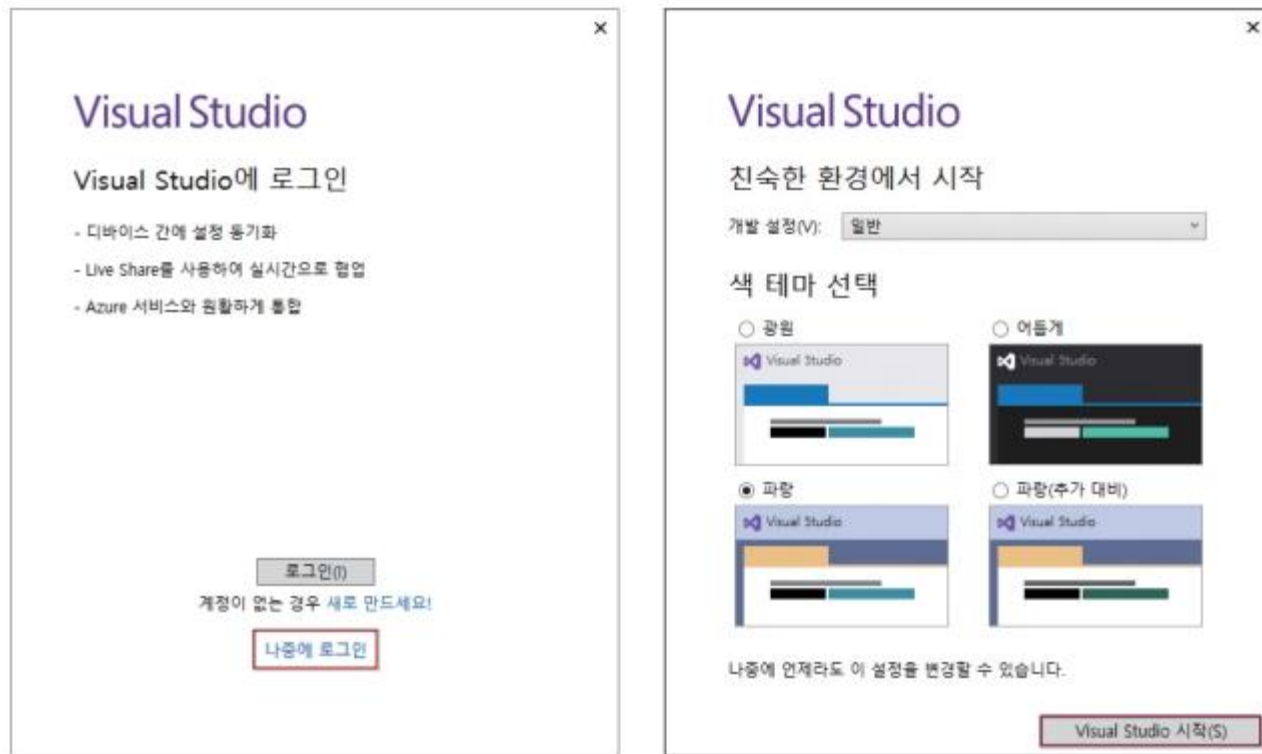 Visual Studio
Visual Studio에 로그인
- 디바이스 간에 설정 동기화
- Live Share를 사용하여 실시간으로 협업
- Azure 서비스와 원활하게 통합
로그인(I)
계정이 없는 경우 새로 만드세요!
나중에 로그인
Visual Studio
친숙한 환경에서 시작
개발 설정(V): 일반
색 테마 선택
광원
어둡게
Visual Studio
Visual Studio
파랑
파랑(추가 대비)
Visual Studio
Visual Studio
나중에 언제라도 이 설정을 변경할 수 있습니다.
Visual Studio 시작(S)